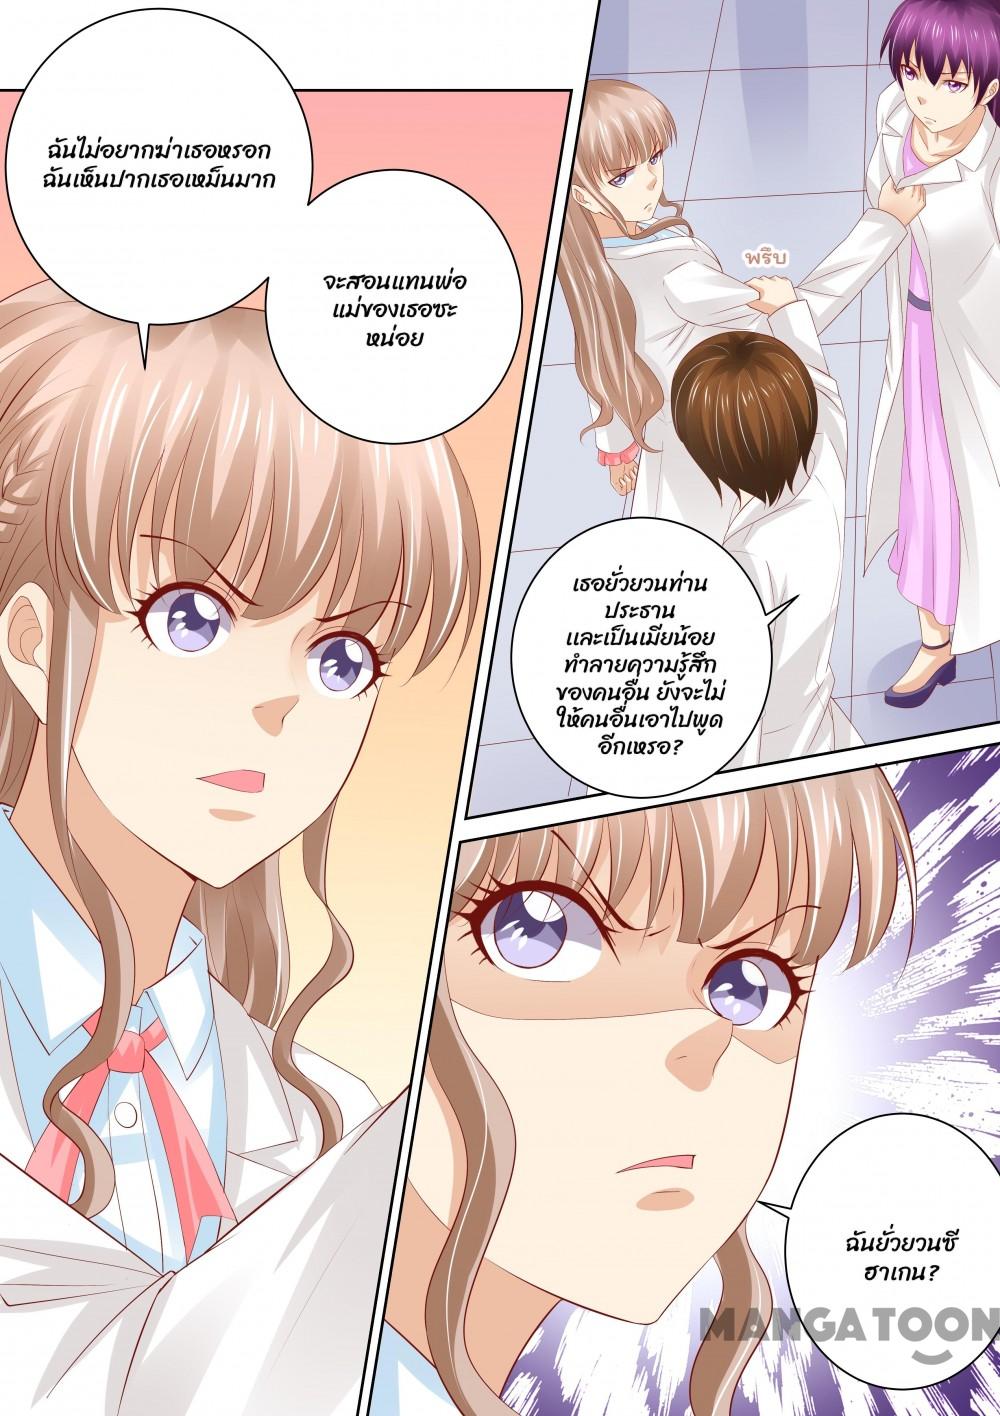 ฉันไม่อยากฆ่าเธอหรอก
ฉันเห็นปากเธอเหม็นมาก
จะสอนแทนพ่อ
แม่ของเธอซะ
หน่อย
พรึบ
เธอยั่วยวนท่าน
ประธาน
และเป็นเมียน้อย
ทำลายความรู้สึก
ของคนอื่น ยังจะไม่
ให้คนอื่นเอาไปพูด
อีกเหรอ?
ฉันยั่วยวนซี
ฮาเกน?
MANGATOON